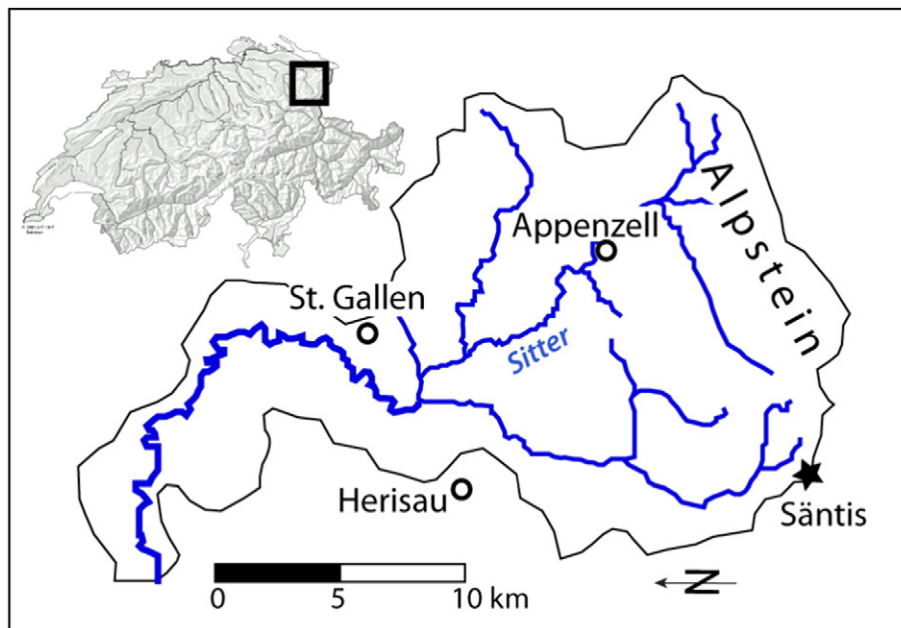 Alpstein
Appenzell
St. Gallen
Sitter
Herisau
Säntis
0 5 10 km
N